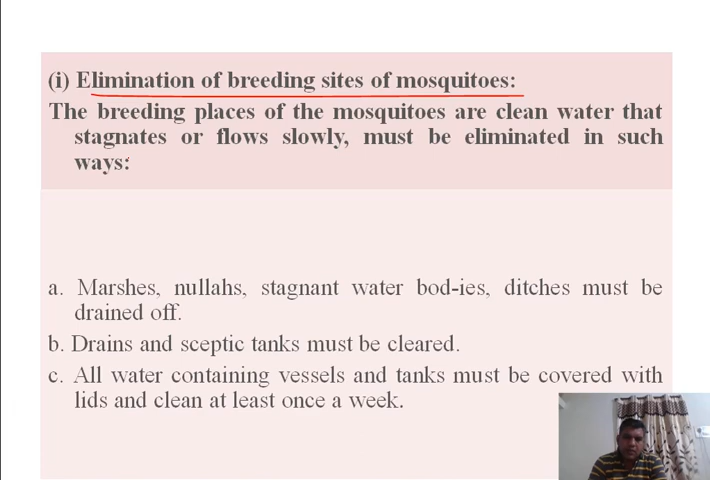 (i) Elimination of breeding sites of mosquitoes:
The breeding places of the mosquitoes are clean water that
stagnates or flows slowly, must be eliminated in such
ways:
a. Marshes, nullahs, stagnant water bod-ies, ditches must be
drained off.
b. Drains and sceptic tanks must be cleared.
c. All water containing vessels and tanks must be covered with
lids and clean at least once a week.